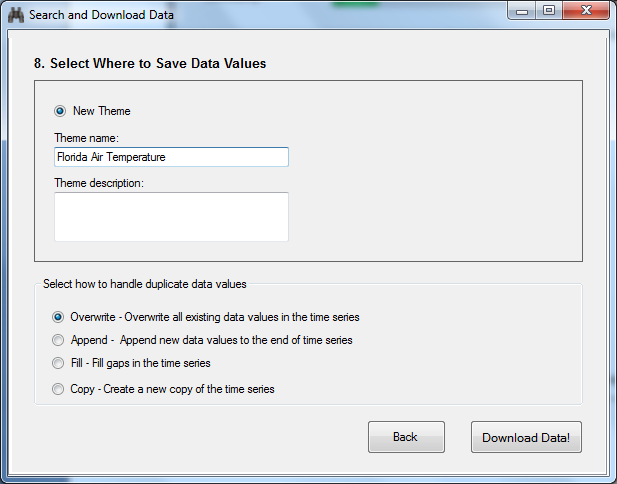 Search and Download Data
8. Select Where to Save Data Values
New Theme
Theme name:
Florida Air Temperature
Theme description:
Select how to handle duplicate data values
Overwrite - Overwrite all existing data values in the time series
Append -  Append new data values to the end of time series
Fill - Fill gaps in the time series
Copy - Create a new copy of the time series
Back
Download Data!